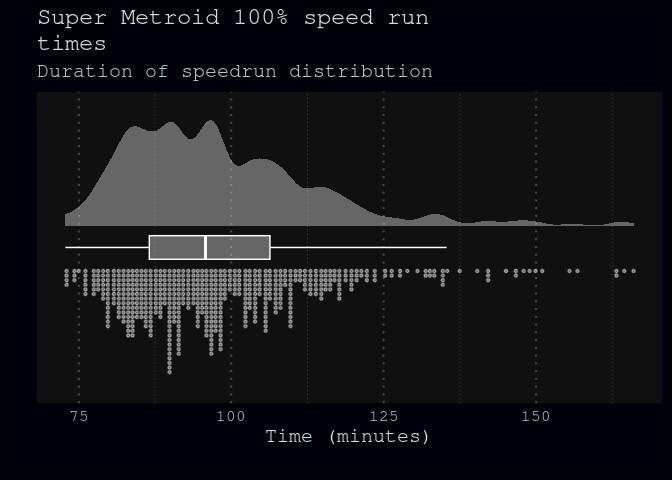 Super Metroid 100% speed run
times
Duration of speedrun distribution
75 100 125 150
Time (minutes)